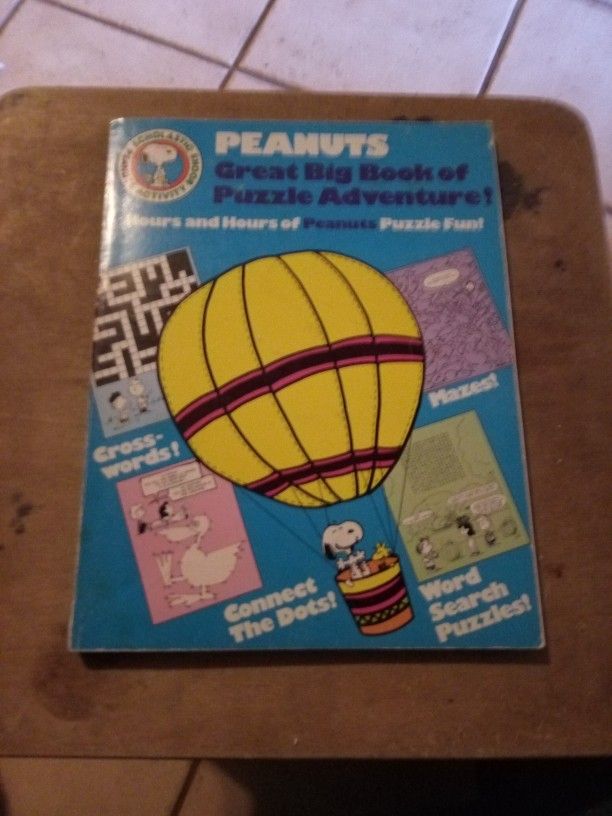 PEANUTS
Great Big Book of
Puzzle Adventure!
Hours and Hours of Peanuts Puzzle Fun!
Cross-
words!
Mazes!
Connect
The Dots!
Word
Search
Puzzles!